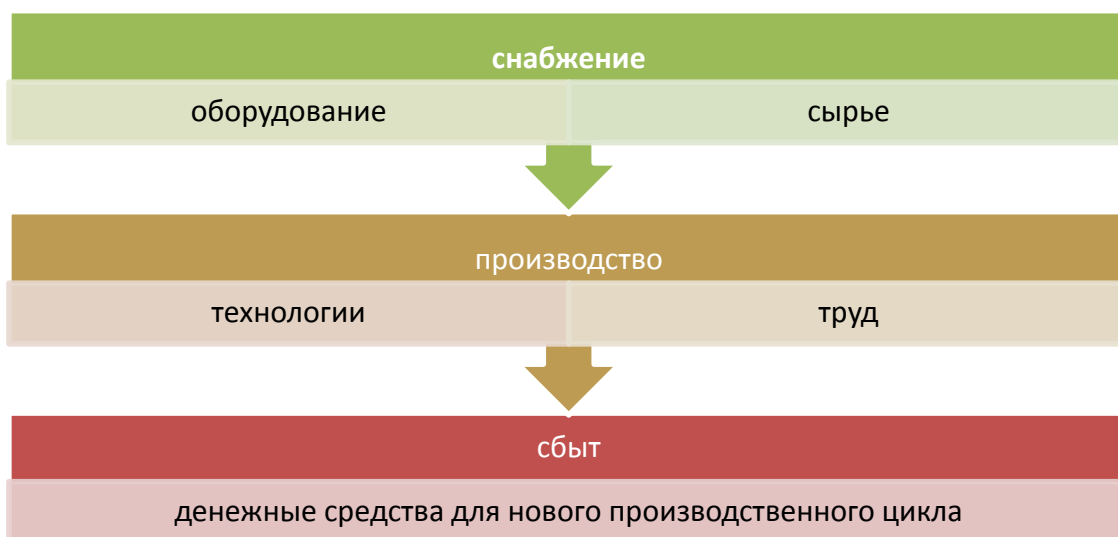 снабжение
оборудование сырье
производство
технологии труд
сбыт
денежные средства для нового производственного цикла